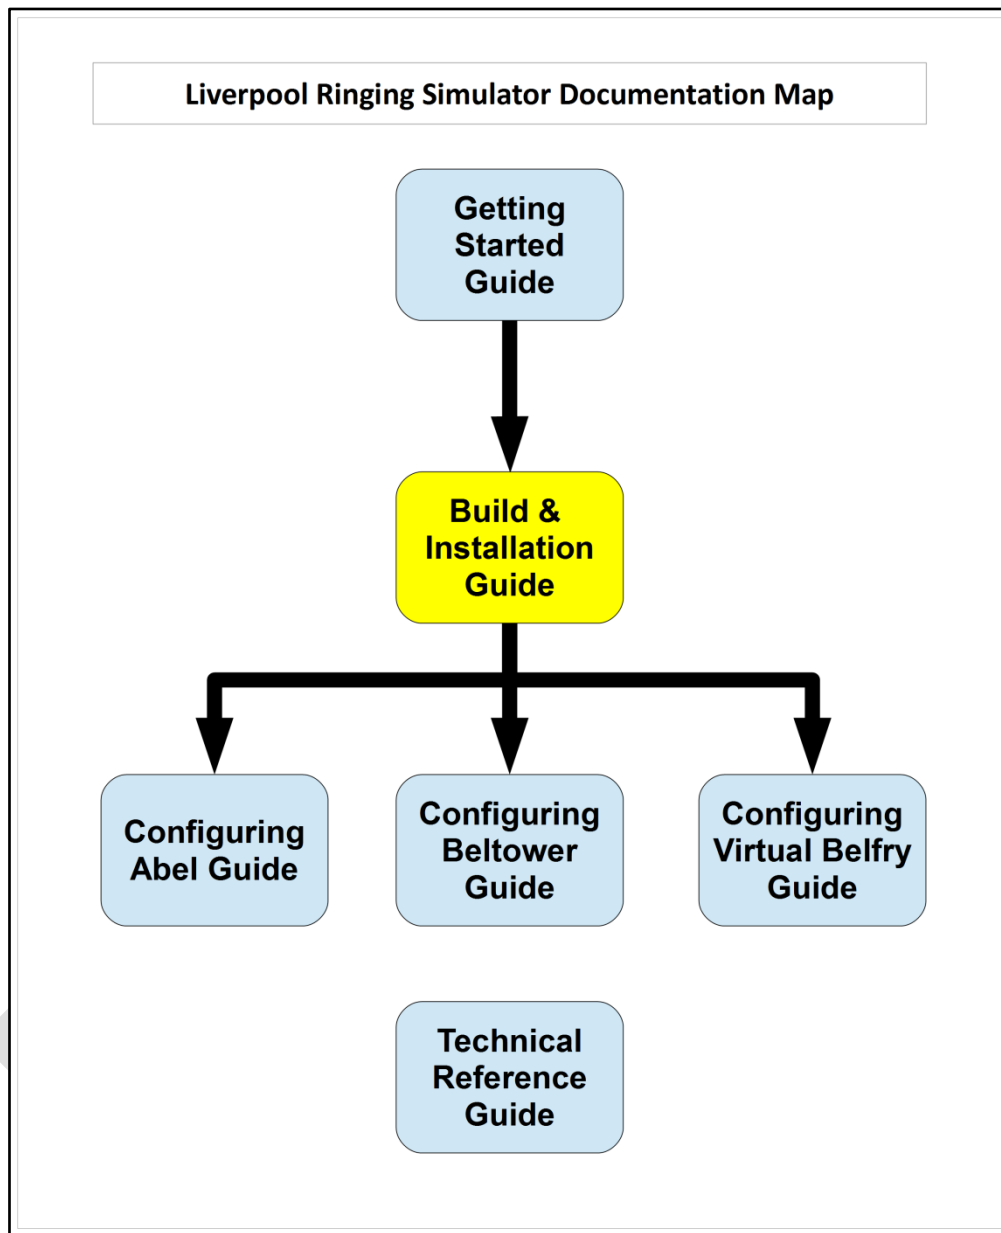 Liverpool Ringing Simulator Documentation Map
Getting
Started
Guide
Build &
Installation
Guide
Configuring
Abel Guide
Configuring
Beltower
Guide
Configuring
Virtual Belfry
Guide
Technical
Reference
Guide